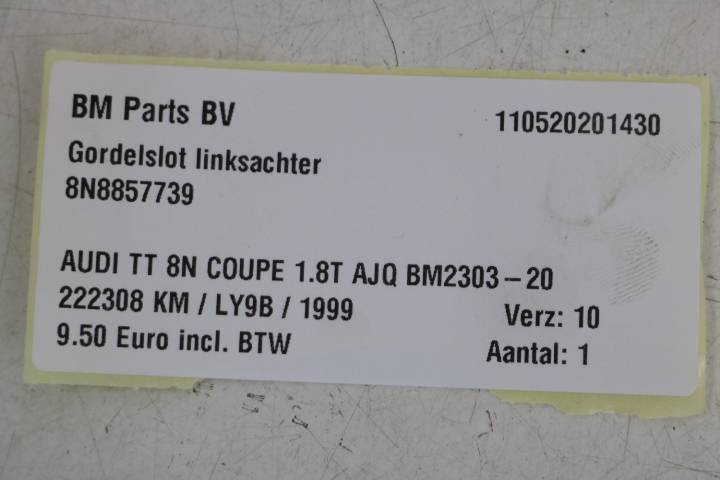 BM Parts BV 110520201430
Gordelslot linksachter
8N8857739
AUDI TT 8N COUPE 1.8T AJQ BM2303-20
222308 KM / LY9B / 1999 Verz: 10
9.50 Euro incl. BTW Aantal: 1